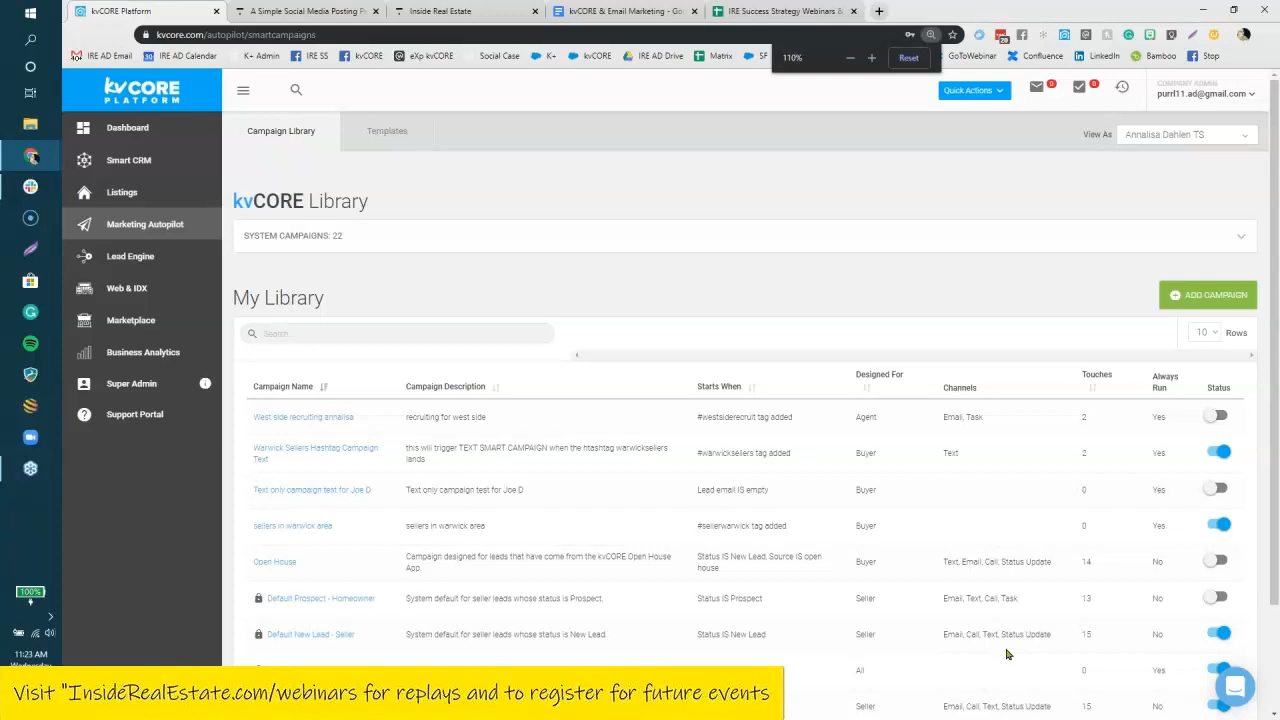 kvCORE Platform
A Simple Social Media Posting P
Inside Real Estate
kvCORE & Email Marketing - Go
IRE Success Strategy Webinars &
kvcore.com/autopilot/smartcampaigns
IRE AD Email
IRE AD Calendar
K+ Admin
IRE SS
kvCORE
eXp kvCORE
Social Case
K+
kvCORE
IRE AD Drive
Matrix
SF
GoToWebinar
Confluence
LinkedIn
Bamboo
Stop
110%
Reset
kvCORE
PLATFORM
Quick Actions
0
0
COMPANY ADMIN
purrl11.ad@gmail.com
Dashboard
Smart CRM
Listings
Marketing Autopilot
Lead Engine
Web & IDX
Marketplace
Business Analytics
Super Admin
Support Portal
Campaign Library
Templates
View As
Annalisa Dahlen TS
kvCORE Library
SYSTEM CAMPAIGNS: 22
My Library
ADD CAMPAIGN
Search...
10
Rows
Campaign Name
Campaign Description
Starts When
Designed For
Channels
Touches
Always Run
Status
West side recruiting annalisa
recruiting for west side
#westsiderecruit tag added
Agent
Email, Task
2
Yes
Warwick Sellers Hashtag Campaign
Text
this will trigger TEXT SMART CAMPAIGN when the htashtag warwicksellers
lands
#warwicksellers tag added
Buyer
Text
2
Yes
Text only campaign test for Joe D
Text only campaign test for Joe D
Lead email IS empty
Buyer
0
Yes
sellers in warwick area
sellers in warwick area
#sellerwarwick tag added
Buyer
0
Yes
Open House
Campaign designed for leads that have come from the kvCORE Open House
App.
Status IS New Lead, Source IS open
house
Buyer
Text, Email, Call, Status Update
14
No
Default Prospect - Homeowner
System default for seller leads whose status is Prospect.
Status IS Prospect
Seller
Email, Text, Call, Task
13
No
Default New Lead - Seller
System default for seller leads whose status is New Lead.
Status IS New Lead
Seller
Email, Call, Text, Status Update
15
No
All
0
Yes
Seller
Email, Call, Text, Status Update
15
No
100%
11:23 AM
Wednesday
Visit "InsideRealEstate.com/webinars for replays and to register for future events